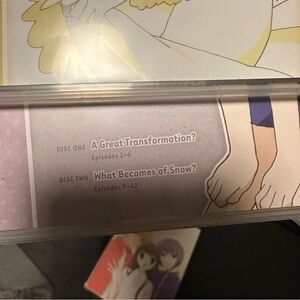 DISC ONE A Great Transformation?
Episodes 1-6
DISC TWO What Becomes of Snow?
Episodes 7-12